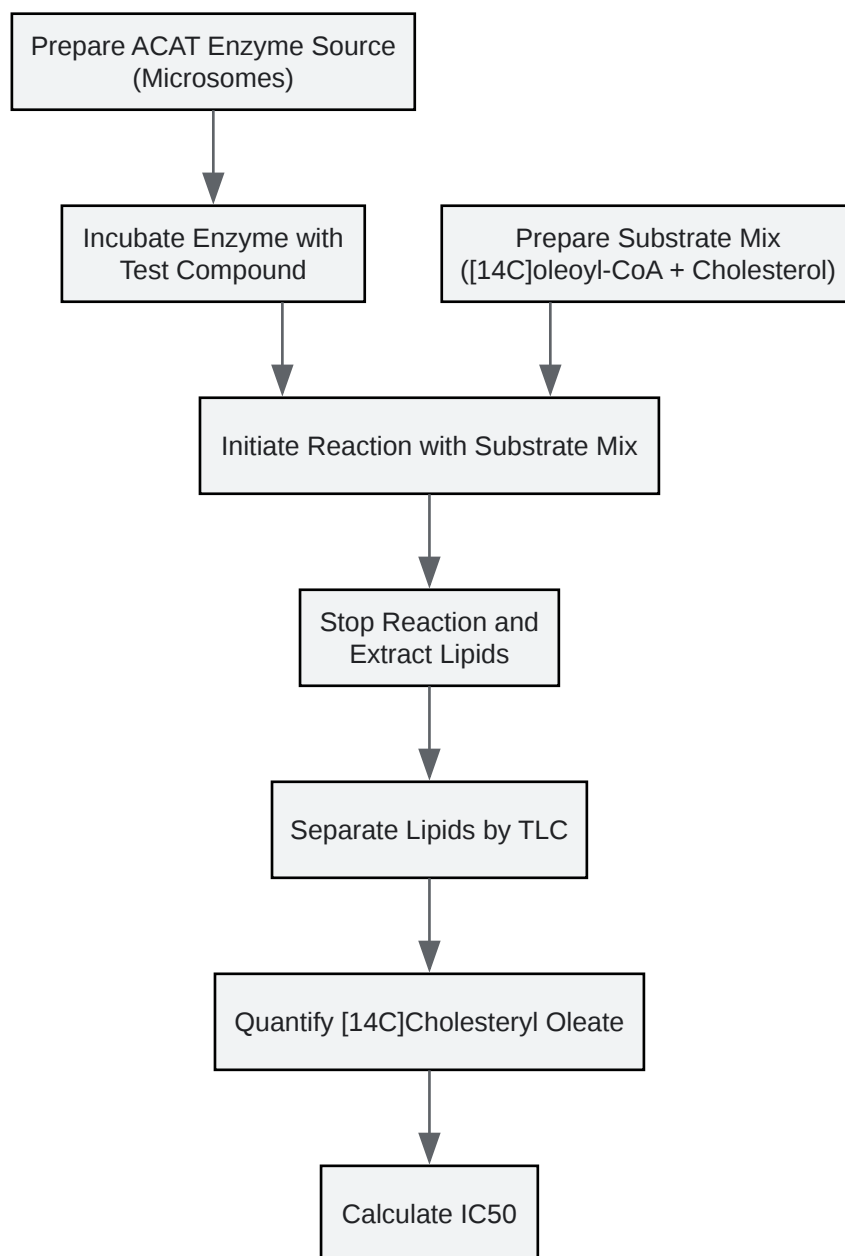 Prepare ACAT Enzyme Source
(Microsomes)
Incubate Enzyme with
Test Compound
Prepare Substrate Mix
([14C]oleoyl-CoA + Cholesterol)
Initiate Reaction with Substrate Mix
Stop Reaction and
Extract Lipids
Separate Lipids by TLC
Quantify [14C]Cholesteryl Oleate
Calculate IC50